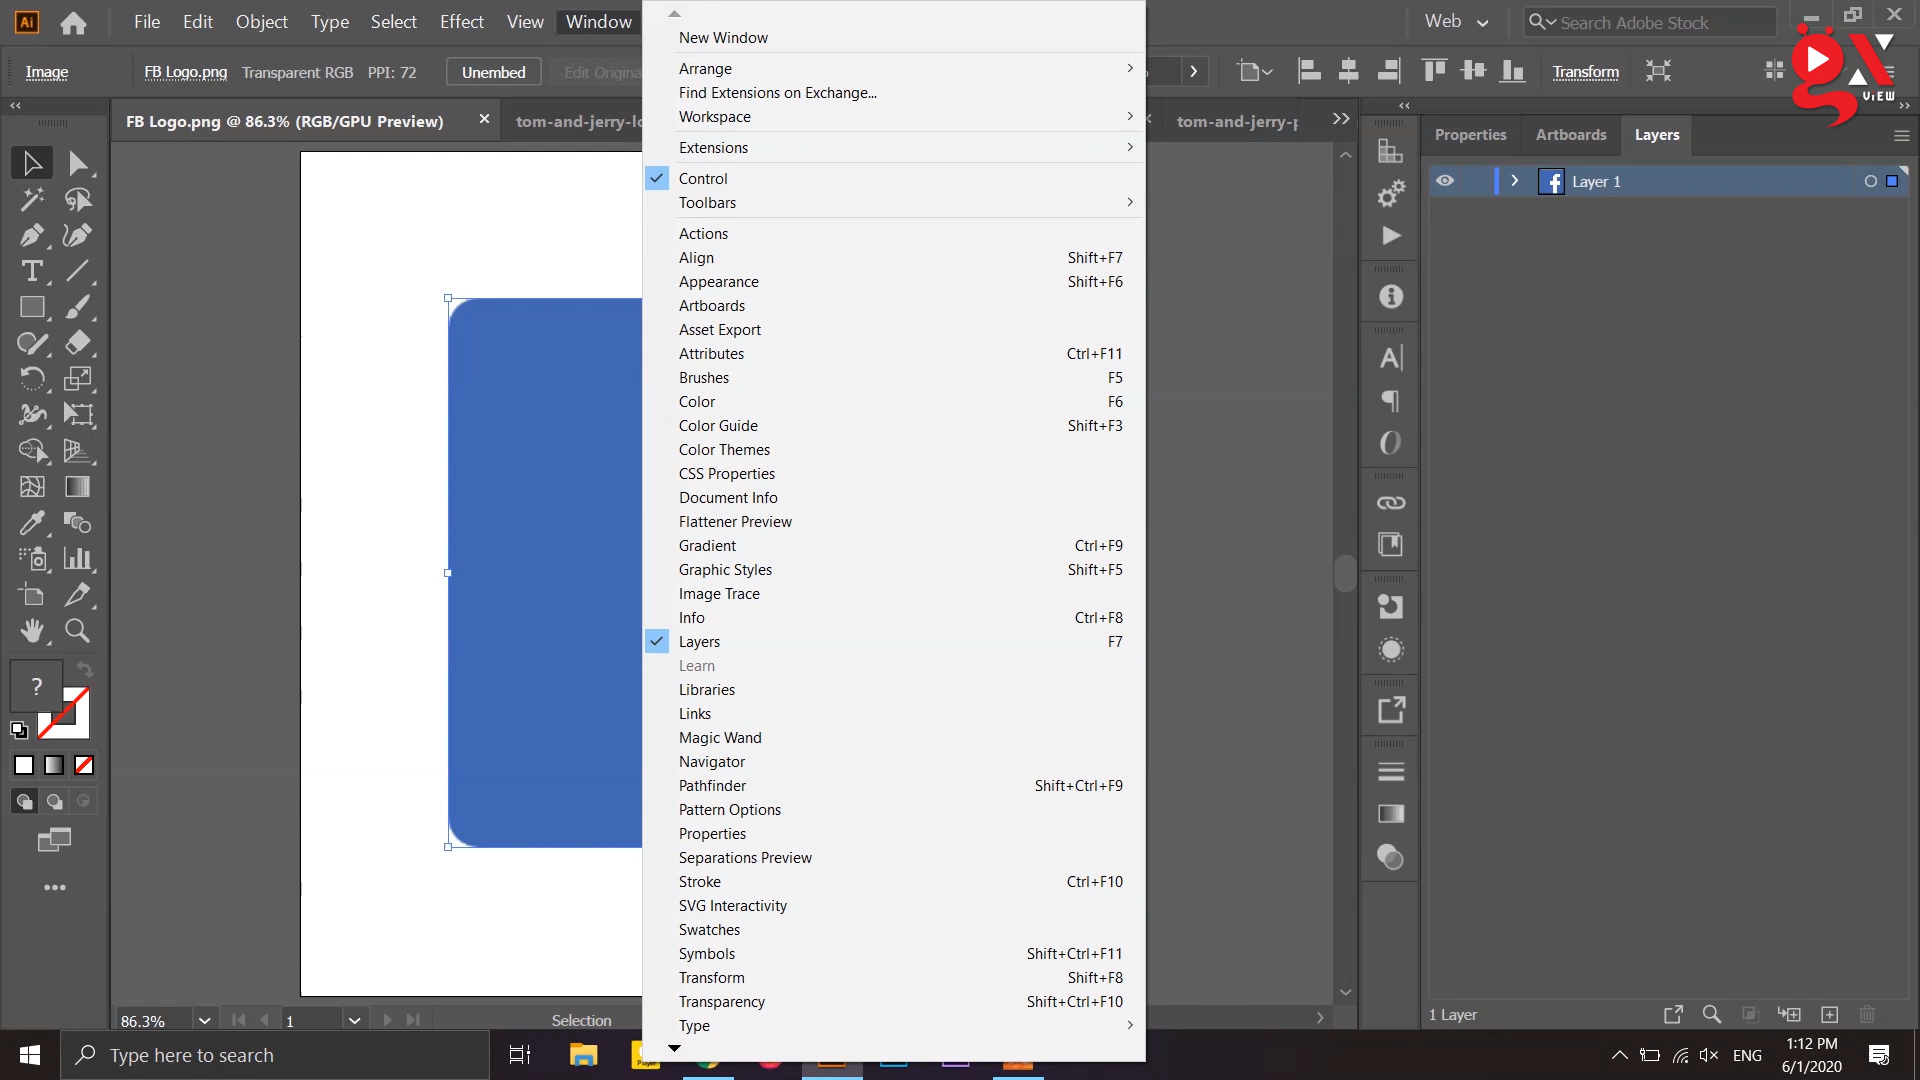 File Edit Object Type Select Effect View Window
Web
Search Adobe Stock
Image
FB Logo.png
Transparent RGB
PPI: 72
Unembed
Edit Origina
Transform
VIEW
FB Logo.png @ 86.3% (RGB/GPU Preview)
tom-and-jerry-lo
tom-and-jerry-p
New Window
Arrange
Find Extensions on Exchange...
Workspace
Extensions
Control
Toolbars
Actions
Align Shift+F7
Appearance Shift+F6
Artboards
Asset Export
Attributes Ctrl+F11
Brushes F5
Color F6
Color Guide Shift+F3
Color Themes
CSS Properties
Document Info
Flattener Preview
Gradient Ctrl+F9
Graphic Styles Shift+F5
Image Trace
Info Ctrl+F8
Layers F7
Learn
Libraries
Links
Magic Wand
Navigator
Pathfinder Shift+Ctrl+F9
Pattern Options
Properties
Separations Preview
Stroke Ctrl+F10
SVG Interactivity
Swatches
Symbols Shift+Ctrl+F11
Transform Shift+F8
Transparency Shift+Ctrl+F10
Type
Properties Artboards Layers
Layer 1
1 Layer
86.3%
1
Selection
Type here to search
ENG
1:12 PM
6/1/2020